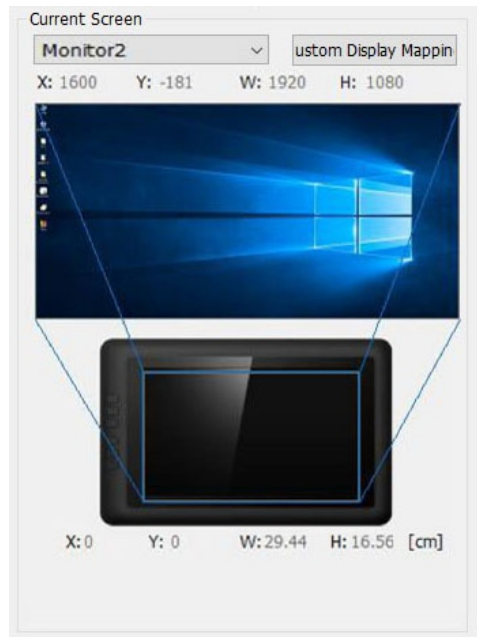 Current Screen
Monitor2 ustom Display Mappin
X: 1600 Y: -181 W: 1920 H: 1080
X: 0 Y: 0 W: 29.44 H: 16.56 [cm]